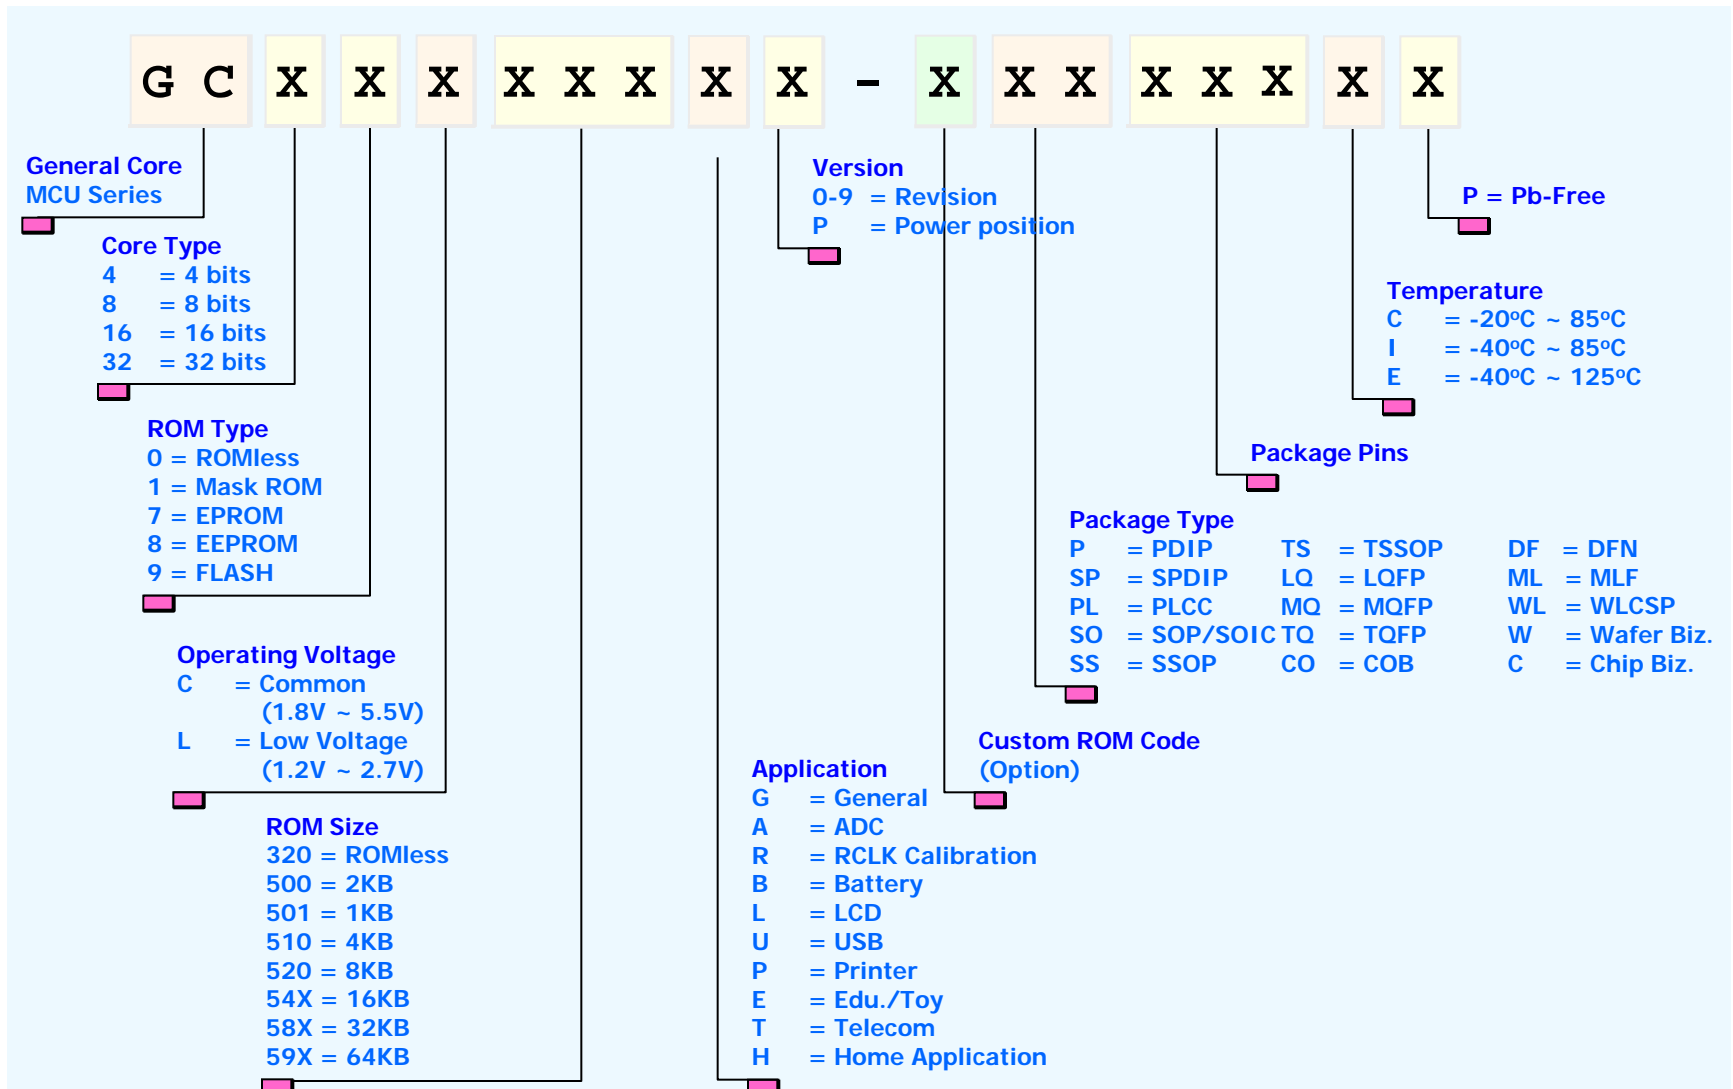 G C X X X X X X X X - X X X X X X X X
General Core
MCU Series
Core Type
4 = 4 bits
8 = 8 bits
16 = 16 bits
32 = 32 bits
ROM Type
0 = ROMless
1 = Mask ROM
7 = EPROM
8 = EEPROM
9 = FLASH
Operating Voltage
C = Common
(1.8V ~ 5.5V)
L = Low Voltage
(1.2V ~ 2.7V)
ROM Size
320 = ROMless
500 = 2KB
501 = 1KB
510 = 4KB
520 = 8KB
54X = 16KB
58X = 32KB
59X = 64KB
Application
G = General
A = ADC
R = RCLK Calibration
B = Battery
L = LCD
U = USB
P = Printer
E = Edu./Toy
T = Telecom
H = Home Application
Version
0-9 = Revision
P = Power position
Custom ROM Code
(Option)
Package Type
P = PDIP TS = TSSOP DF = DFN
SP = SPDIP LQ = LQFP ML = MLF
PL = PLCC MQ = MQFP WL = WLCSP
SO = SOP/SOIC TQ = TQFP W = Wafer Biz.
SS = SSOP CO = COB C = Chip Biz.
Package Pins
Temperature
C = -20ºC ~ 85ºC
I = -40ºC ~ 85ºC
E = -40ºC ~ 125ºC
P = Pb-Free